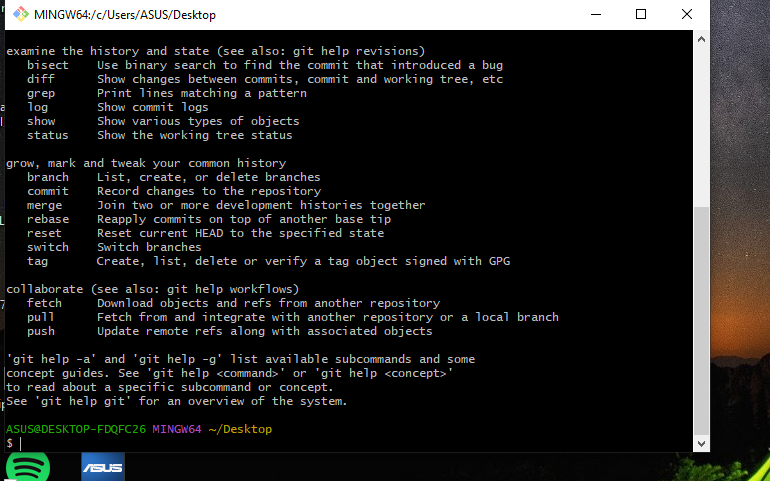 MINGW64:/c/Users/ASUS/Desktop
examine the history and state (see also: git help revisions)
bisect Use binary search to find the commit that introduced a bug
diff Show changes between commits, commit and working tree, etc
grep Print lines matching a pattern
log Show commit logs
show Show various types of objects
status Show the working tree status
grow, mark and tweak your common history
branch List, create, or delete branches
commit Record changes to the repository
merge Join two or more development histories together
rebase Reapply commits on top of another base tip
reset Reset current HEAD to the specified state
switch Switch branches
tag Create, list, delete or verify a tag object signed with GPG
collaborate (see also: git help workflows)
fetch Download objects and refs from another repository
pull Fetch from and integrate with another repository or a local branch
push Update remote refs along with associated objects
'git help -a' and 'git help -g' list available subcommands and some
concept guides. See 'git help <command>' or 'git help <concept>'
to read about a specific subcommand or concept.
See 'git help git' for an overview of the system.
ASUS@DESKTOP-FDQFC26 MINGW64 ~/Desktop
$
ASUS